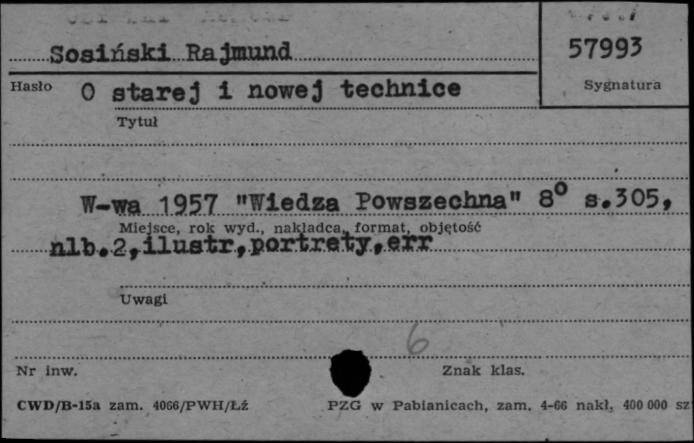 Sosiński Rajmund
57993
Hasło
Sygnatura
O starej i nowej technice
Tytuł
W-wa 1957 "Wiedza Powszechna" 8° s.305,
Miejsce, rok wyd., nakładca, format, objętość
nlb.2,ilustr,portrety,err
Uwagi
6
Nr inw.
Znak klas.
CWD/B-15a zam. 4066/PWH/Łź
PZG w Pabianicach, zam. 4-66 nakł. 400 000 sz